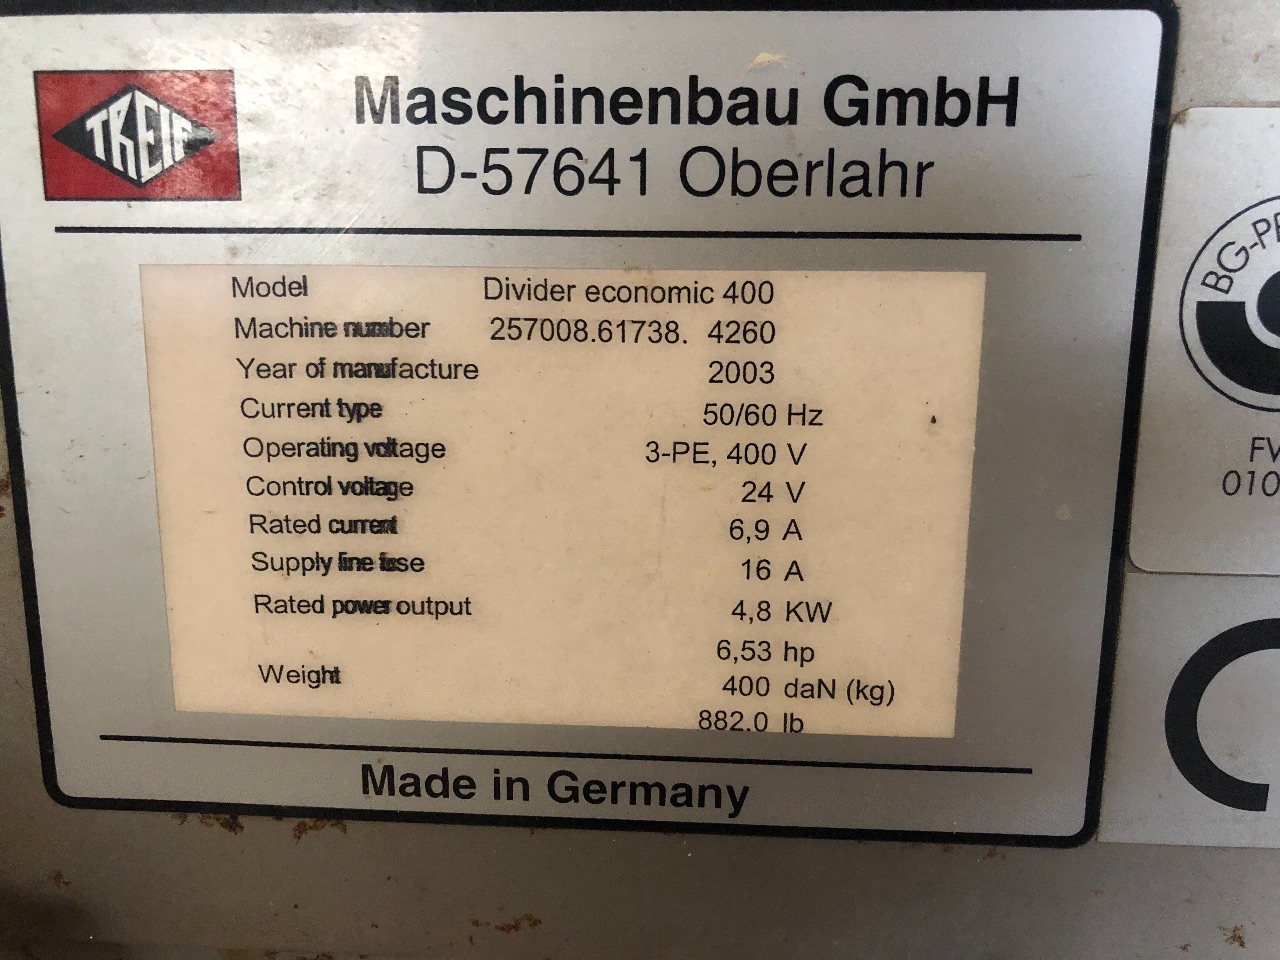 TREIF
Maschinenbau GmbH
D-57641 Oberlahr
Model Divider economic 400
Machine number 257008.61738. 4260
Year of manufacture 2003
Current type 50/60 Hz
Operating voltage 3-PE, 400 V
Control voltage 24 V
Rated current 6,9 A
Supply line fuse 16 A
Rated power output 4,8 KW
6,53 hp
Weight 400 daN (kg)
882.0 lb
Made in Germany
BG-P
FW
010